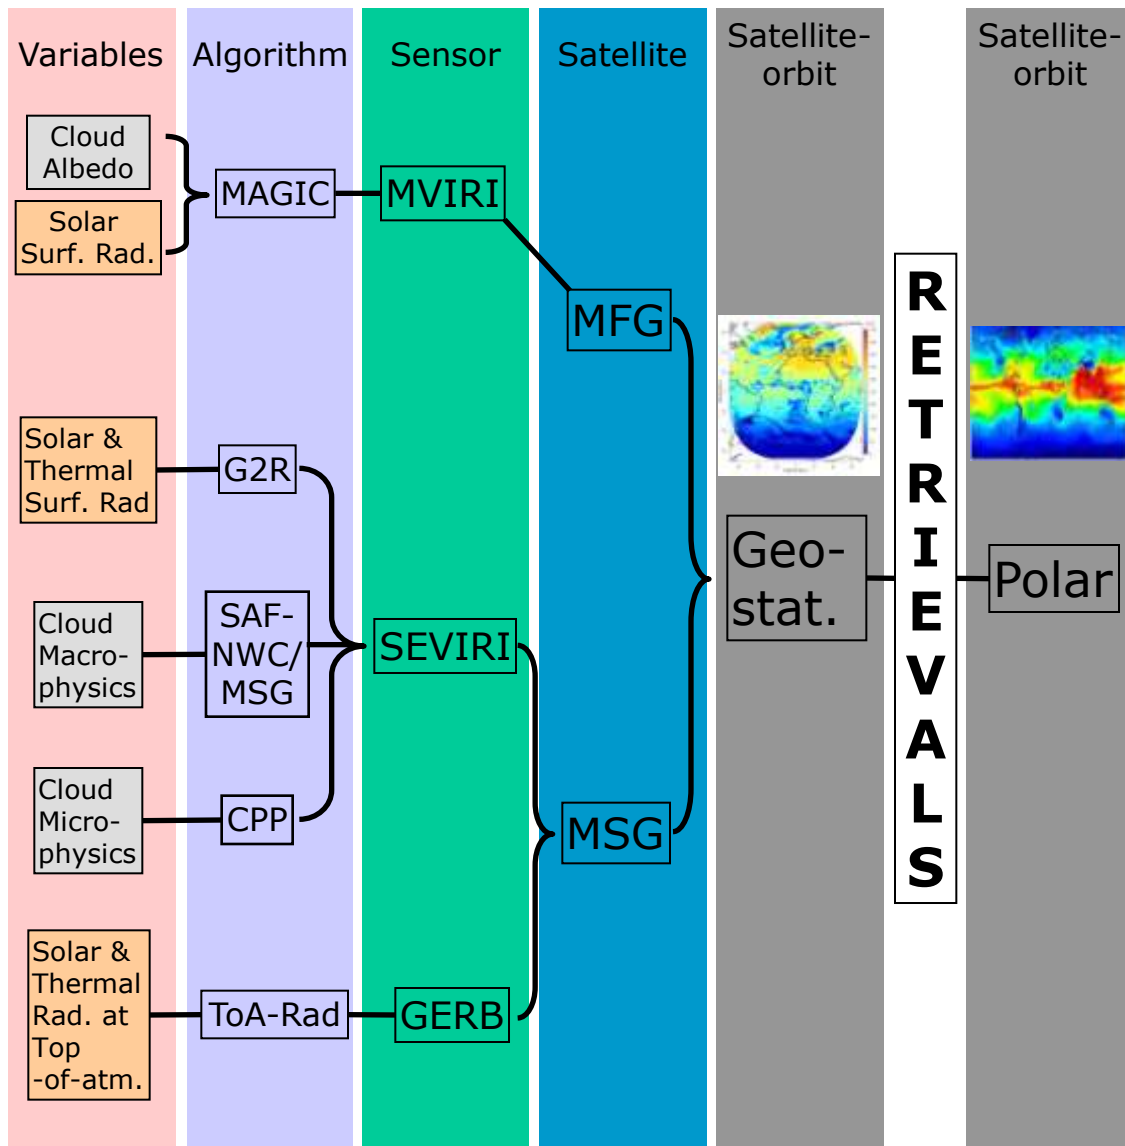 Variables
Algorithm
Sensor
Satellite
Satellite-
orbit
Satellite-
orbit
Cloud
Albedo
Solar
Surf. Rad.
MAGIC
MVIRI
MFG
Solar &
Thermal
Surf. Rad
G2R
Cloud
Macro-
physics
SAF-
NWC/
MSG
SEVIRI
Cloud
Micro-
physics
CPP
MSG
Solar &
Thermal
Rad. at
Top
-of-atm.
ToA-Rad
GERB
Geo-
stat.
R
E
T
R
I
E
V
A
L
S
Polar